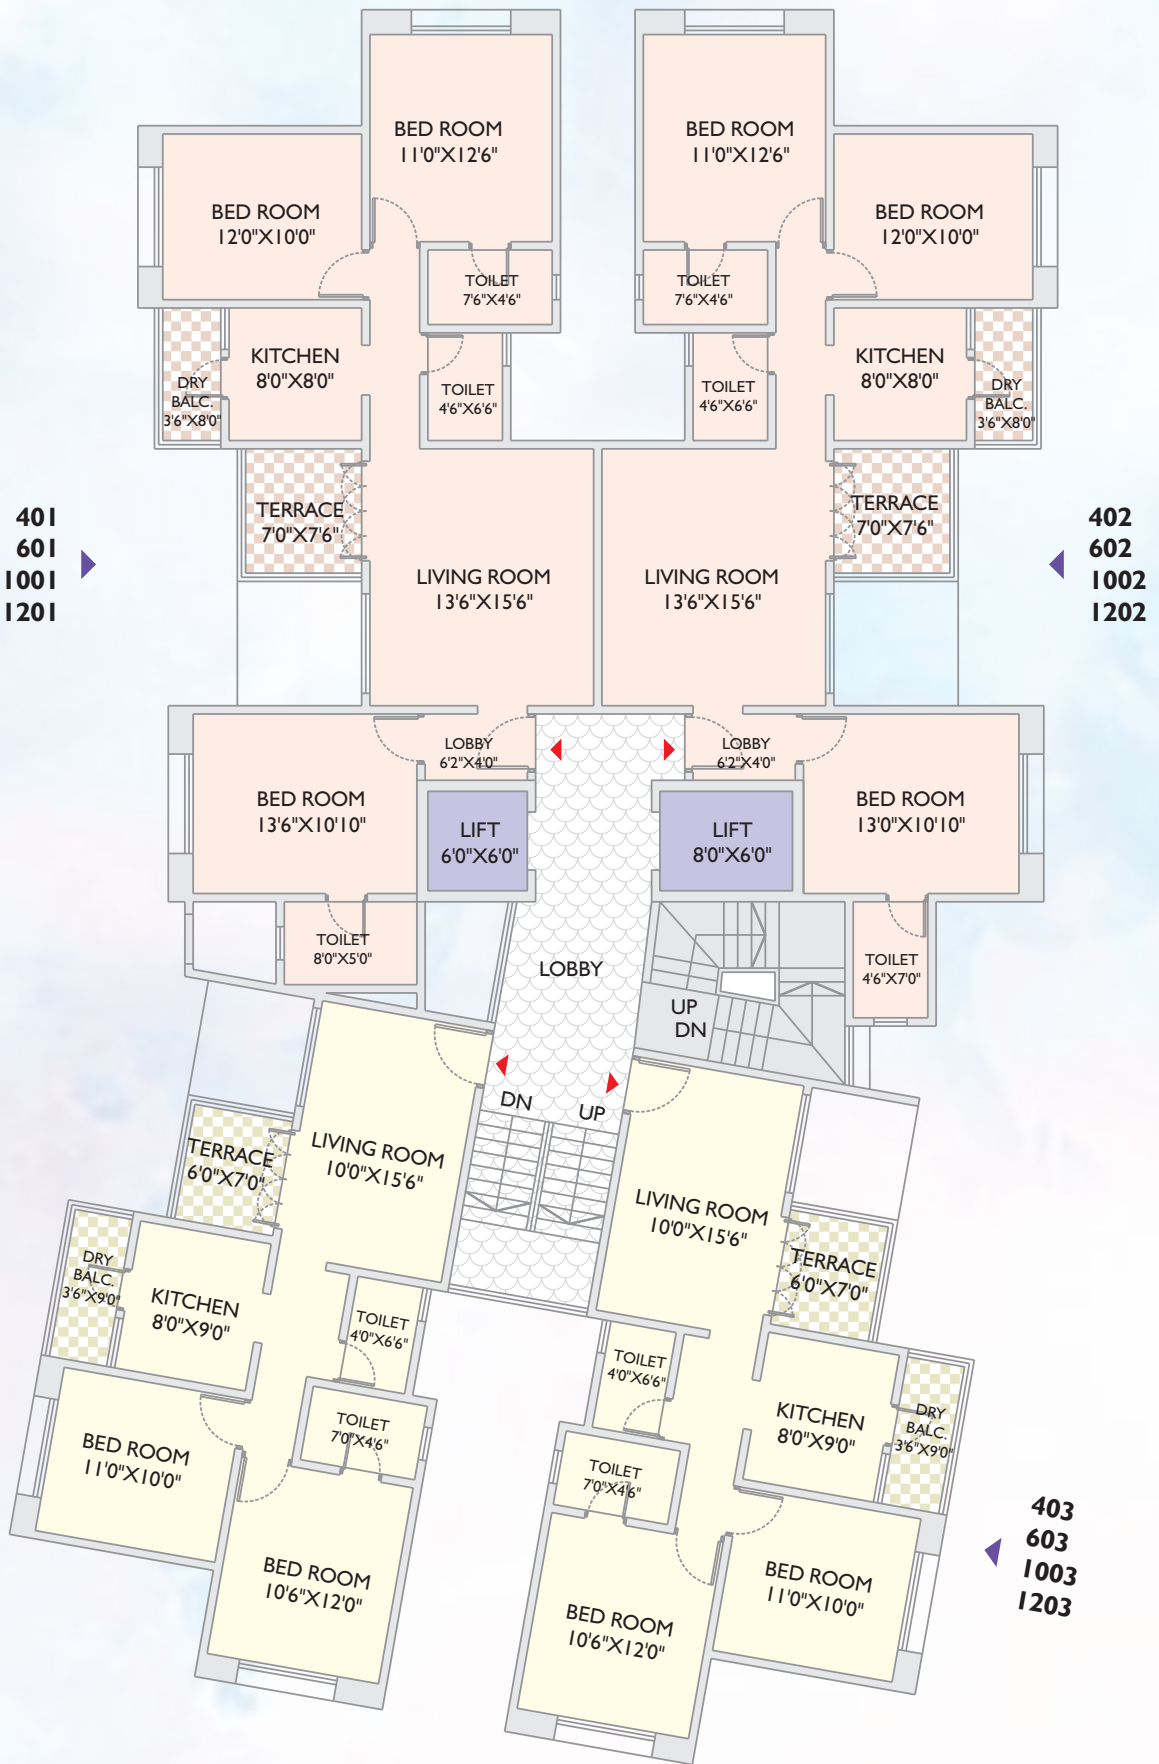 BED ROOM
11'0"X12'6"
BED ROOM
11'0"X12'6"
BED ROOM
12'0"X10'0"
BED ROOM
12'0"X10'0"
TOILET
7'6"X4'6"
TOILET
7'6"X4'6"
KITCHEN
8'0"X8'0"
KITCHEN
8'0"X8'0"
DRY
BALC.
3'6"X8'0"
TOILET
4'6"X6'6"
TOILET
4'6"X6'6"
DRY
BALC.
3'6"X8'0"
TERRACE
7'0"X7'6"
TERRACE
7'0"X7'6"
401
601
1001
1201
402
602
1002
1202
LIVING ROOM
13'6"X15'6"
LIVING ROOM
13'6"X15'6"
LOBBY
6'2"X4'0"
LOBBY
6'2"X4'0"
BED ROOM
13'6"X10'10"
LIFT
6'0"X6'0"
LIFT
8'0"X6'0"
BED ROOM
13'0"X10'10"
TOILET
8'0"X5'0"
LOBBY
TOILET
4'6"X7'0"
UP
DN
DN
UP
LIVING ROOM
10'0"X15'6"
TERRACE
6'0"X7'0"
LIVING ROOM
10'0"X15'6"
TERRACE
6'0"X7'0"
DRY
BALC.
3'6"X9'0"
KITCHEN
8'0"X9'0"
TOILET
4'0"X6'6"
TOILET
4'0"X6'6"
KITCHEN
8'0"X9'0"
DRY
BALC.
3'6"X9'0"
TOILET
7'0"X4'6"
BED ROOM
11'0"X10'0"
TOILET
7'0"X4'6"
BED ROOM
10'6"X12'0"
BED ROOM
11'0"X10'0"
BED ROOM
10'6"X12'0"
403
603
1003
1203